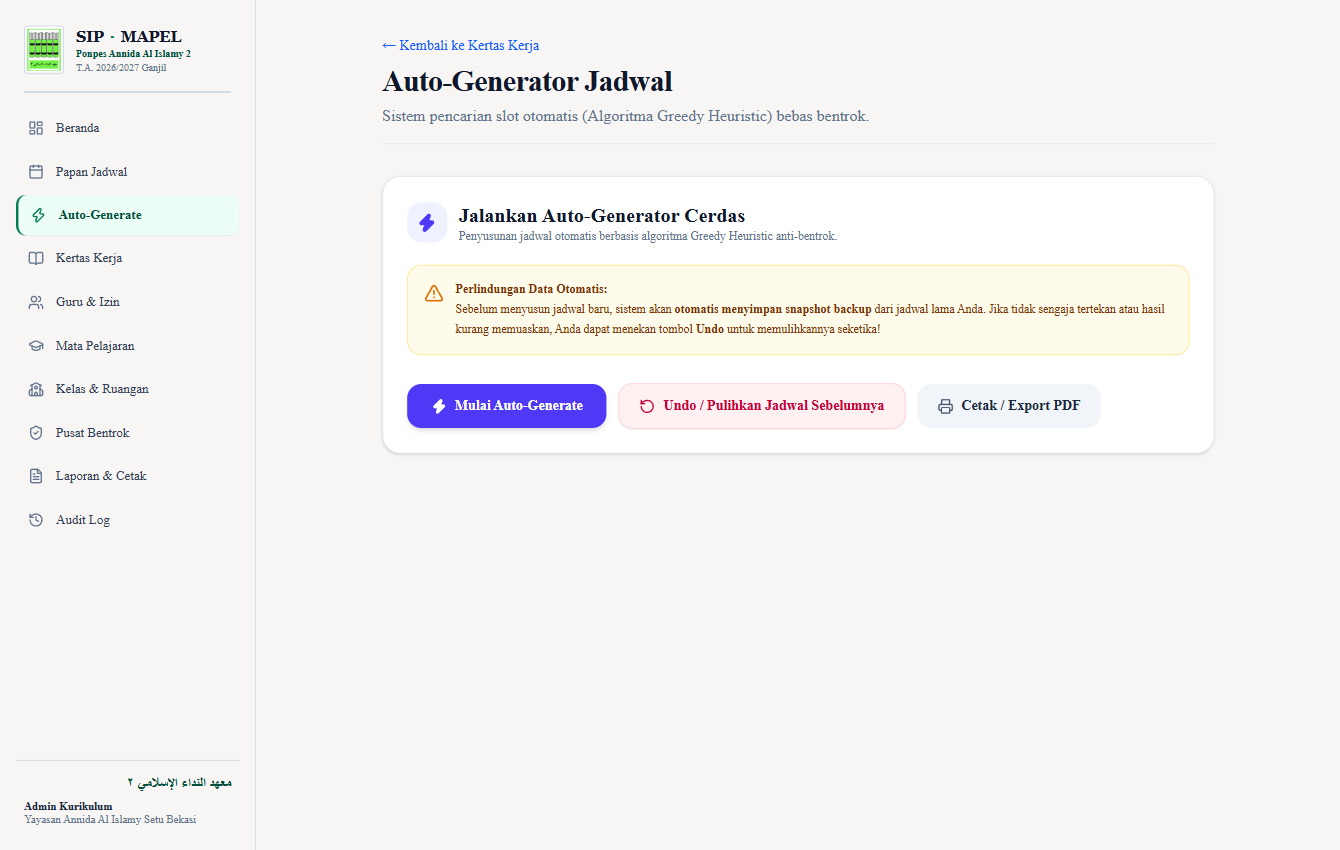 SIP · MAPEL
Ponpes Annida Al Islamy 2
T.A. 2026/2027 Ganjil
Beranda
Papan Jadwal
Auto-Generate
Kertas Kerja
Guru & Izin
Mata Pelajaran
Kelas & Ruangan
Pusat Bentrok
Laporan & Cetak
Audit Log
معهد النداء الإسلامي ٢
Admin Kurikulum
Yayasan Annida Al Islamy Setu Bekasi
← Kembali ke Kertas Kerja
Auto-Generator Jadwal
Sistem pencarian slot otomatis (Algoritma Greedy Heuristic) bebas bentrok.
Jalankan Auto-Generator Cerdas
Penyusunan jadwal otomatis berbasis algoritma Greedy Heuristic anti-bentrok.
Perlindungan Data Otomatis:
Sebelum menyusun jadwal baru, sistem akan otomatis menyimpan snapshot backup dari jadwal lama Anda. Jika tidak sengaja tertekan atau hasil
kurang memuaskan, Anda dapat menekan tombol Undo untuk memulihkannya seketika!
Mulai Auto-Generate
Undo / Pulihkan Jadwal Sebelumnya
Cetak / Export PDF